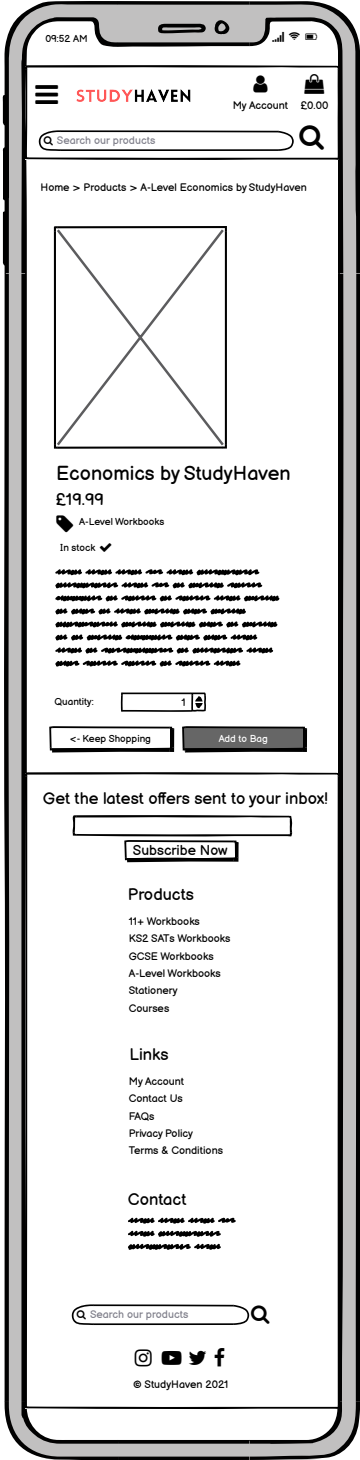 09:52 AM
STUDYHAVEN
My Account £0.00
Search our products
Home > Products > A-Level Economics by StudyHaven
Economics by StudyHaven
£19.99
A-Level Workbooks
In stock
Quantity: 1
<- Keep Shopping Add to Bag
Get the latest offers sent to your inbox!
Subscribe Now
Products
11+ Workbooks
KS2 SATs Workbooks
GCSE Workbooks
A-Level Workbooks
Stationery
Courses
Links
My Account
Contact Us
FAQs
Privacy Policy
Terms & Conditions
Contact
Search our products
© StudyHaven 2021